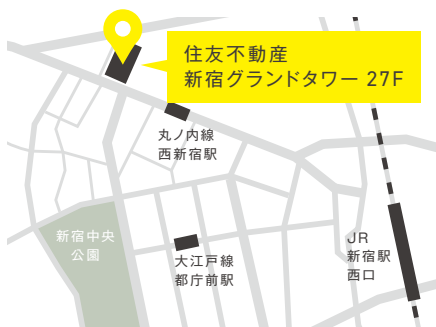 住友不動産
新宿グランドタワー 27F
丸ノ内線
西新宿駅
新宿中央
公園
大江戸線
都庁前駅
JR
新宿駅
西口